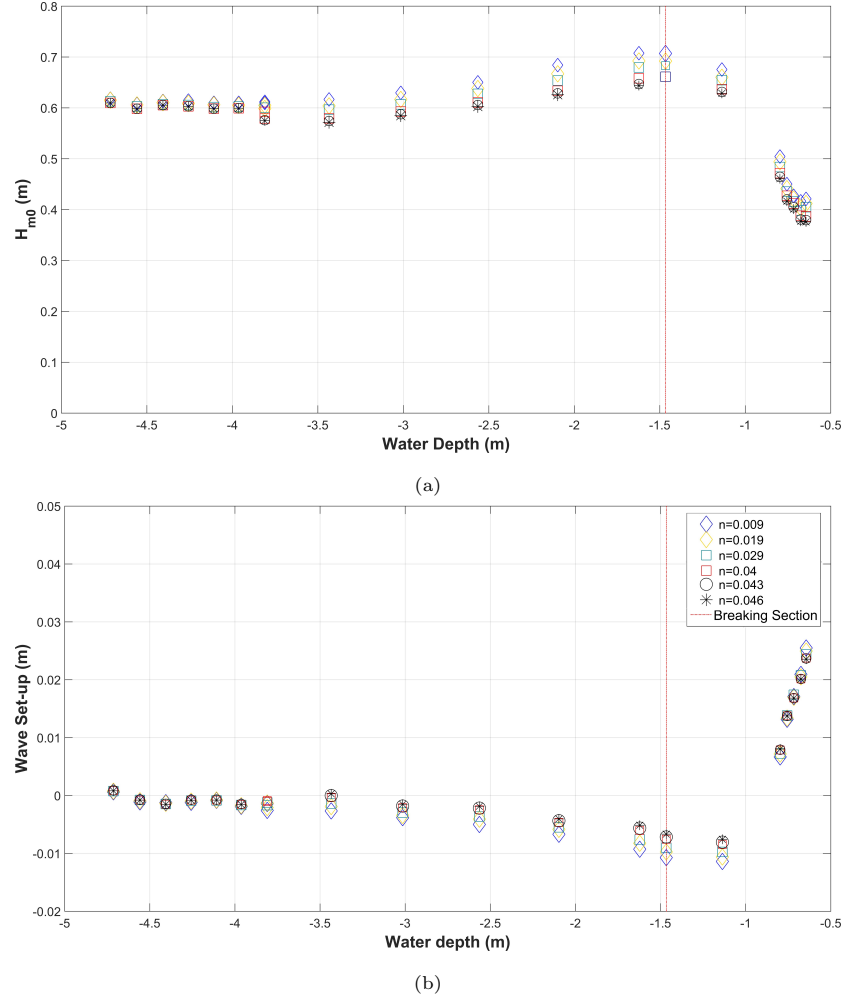 0.8
0.7
0.6
0.5
0.4
0.3
0.2
0.1
0
H_m0 (m)
-5 -4.5 -4 -3.5 -3 -2.5 -2 -1.5 -1 -0.5
Water Depth (m)
(a)
0.05
0.04
0.03
0.02
0.01
0
-0.01
-0.02
Wave Set-up (m)
n=0.009
n=0.019
n=0.029
n=0.04
n=0.043
n=0.046
Breaking Section
-5 -4.5 -4 -3.5 -3 -2.5 -2 -1.5 -1 -0.5
Water depth (m)
(b)